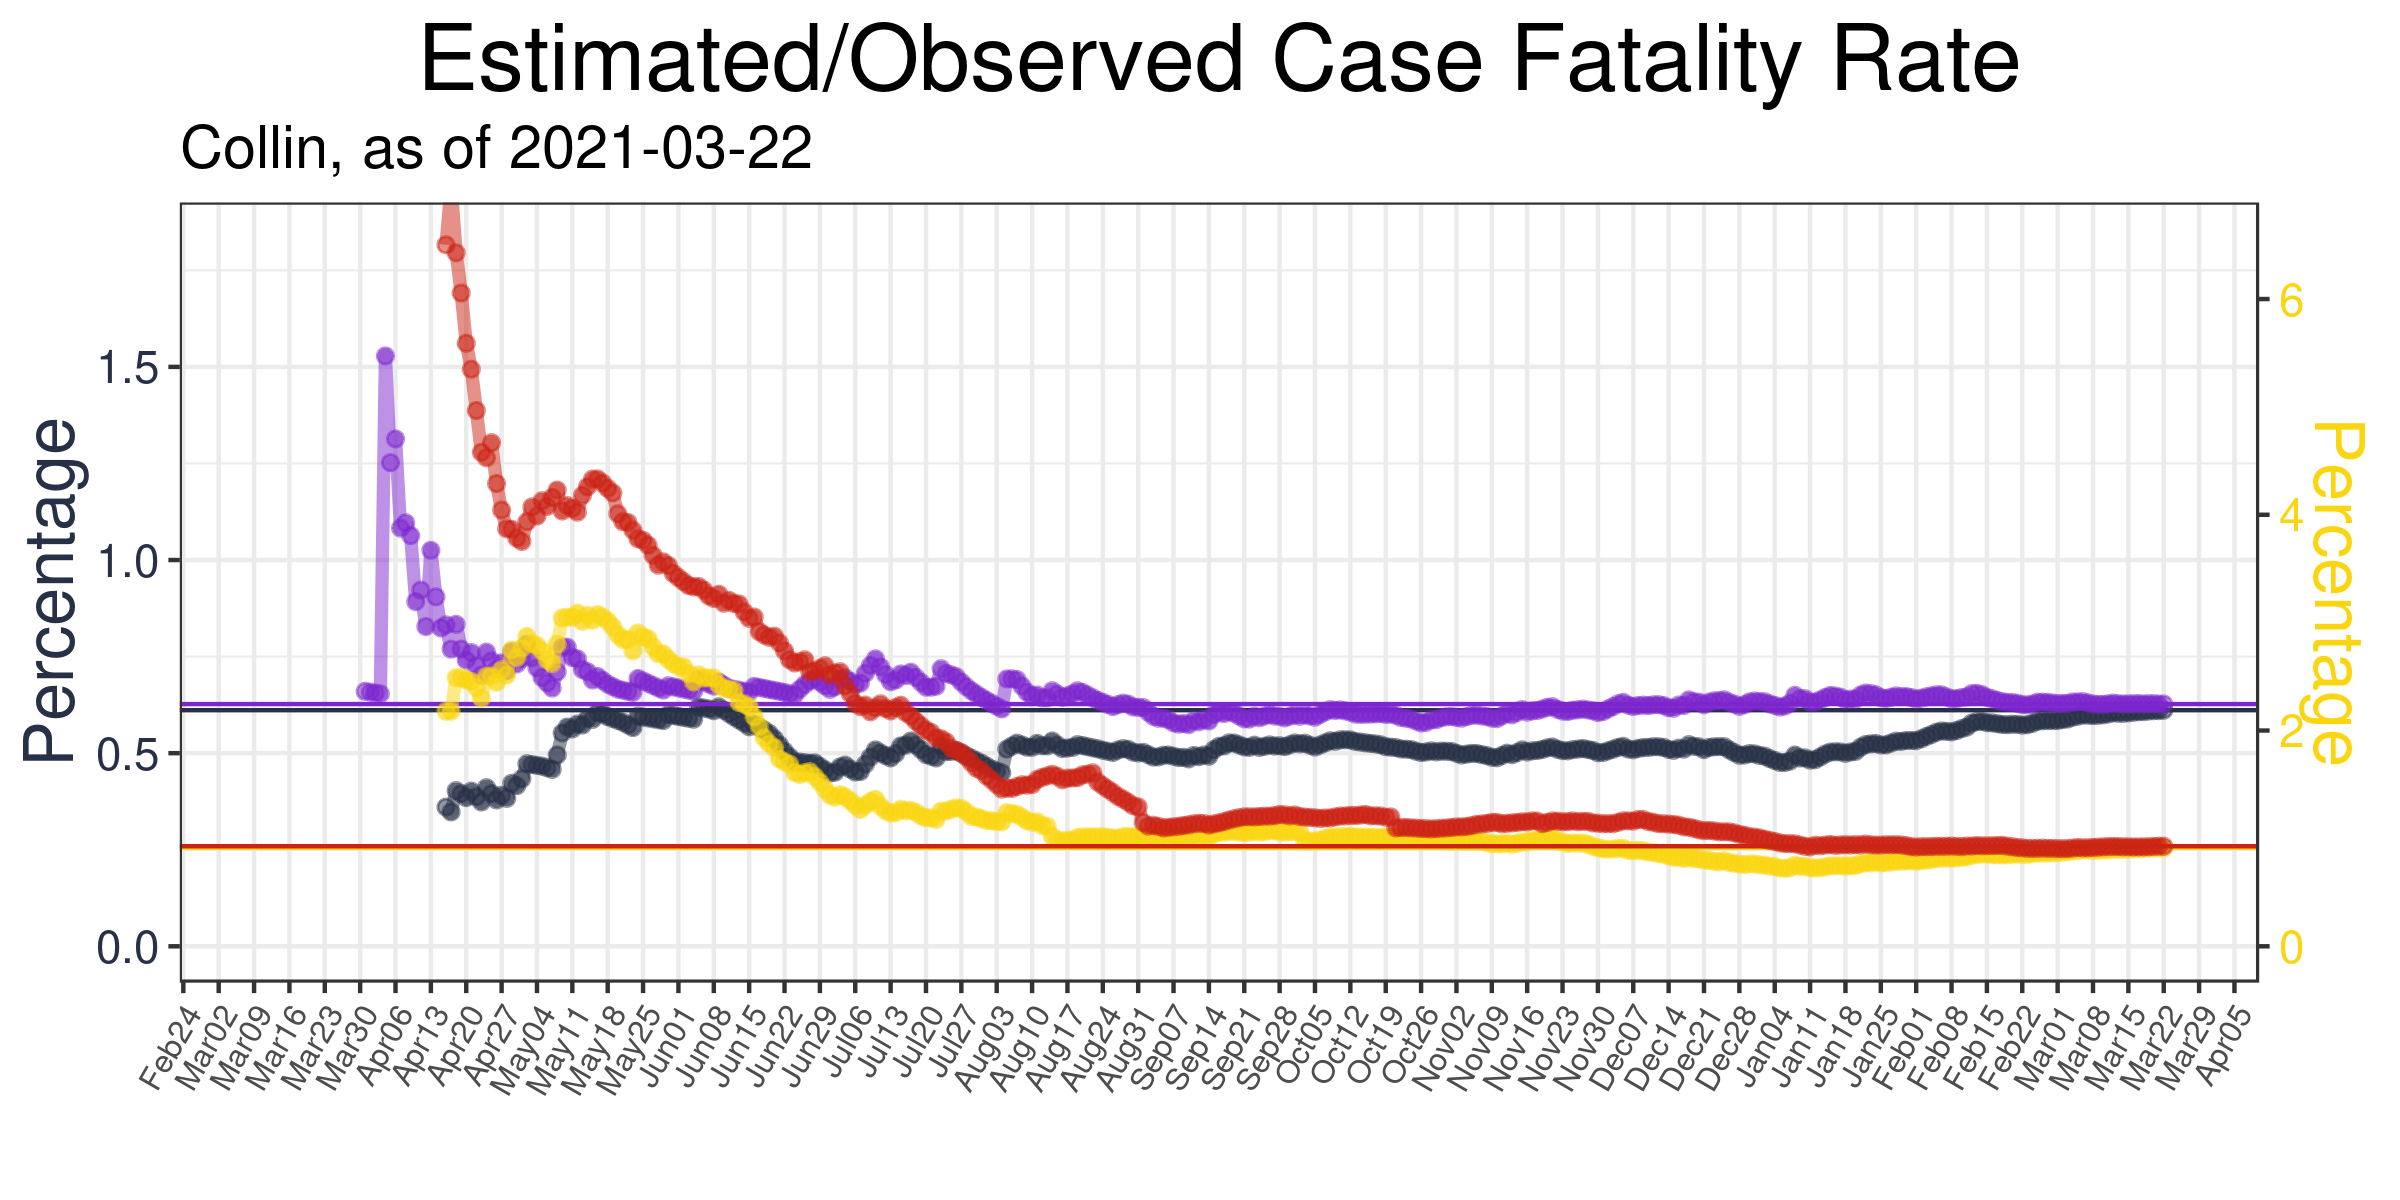 Estimated/Observed Case Fatality Rate
Collin, as of 2021-03-22
Percentage
1.5
1.0
0.5
0.0
6
4
2
0
Percentage
Feb24
Mar02
Mar09
Mar16
Mar23
Mar30
Apr06
Apr13
Apr20
Apr27
May04
May11
May18
May25
Jun01
Jun08
Jun15
Jun22
Jun29
Jul06
Jul13
Jul20
Jul27
Aug03
Aug10
Aug17
Aug24
Aug31
Sep07
Sep14
Sep21
Sep28
Oct05
Oct12
Oct19
Oct26
Nov02
Nov09
Nov16
Nov23
Nov30
Dec07
Dec14
Dec21
Dec28
Jan04
Jan11
Jan18
Jan25
Feb01
Feb08
Feb15
Feb22
Mar01
Mar08
Mar15
Mar22
Mar29
Apr05